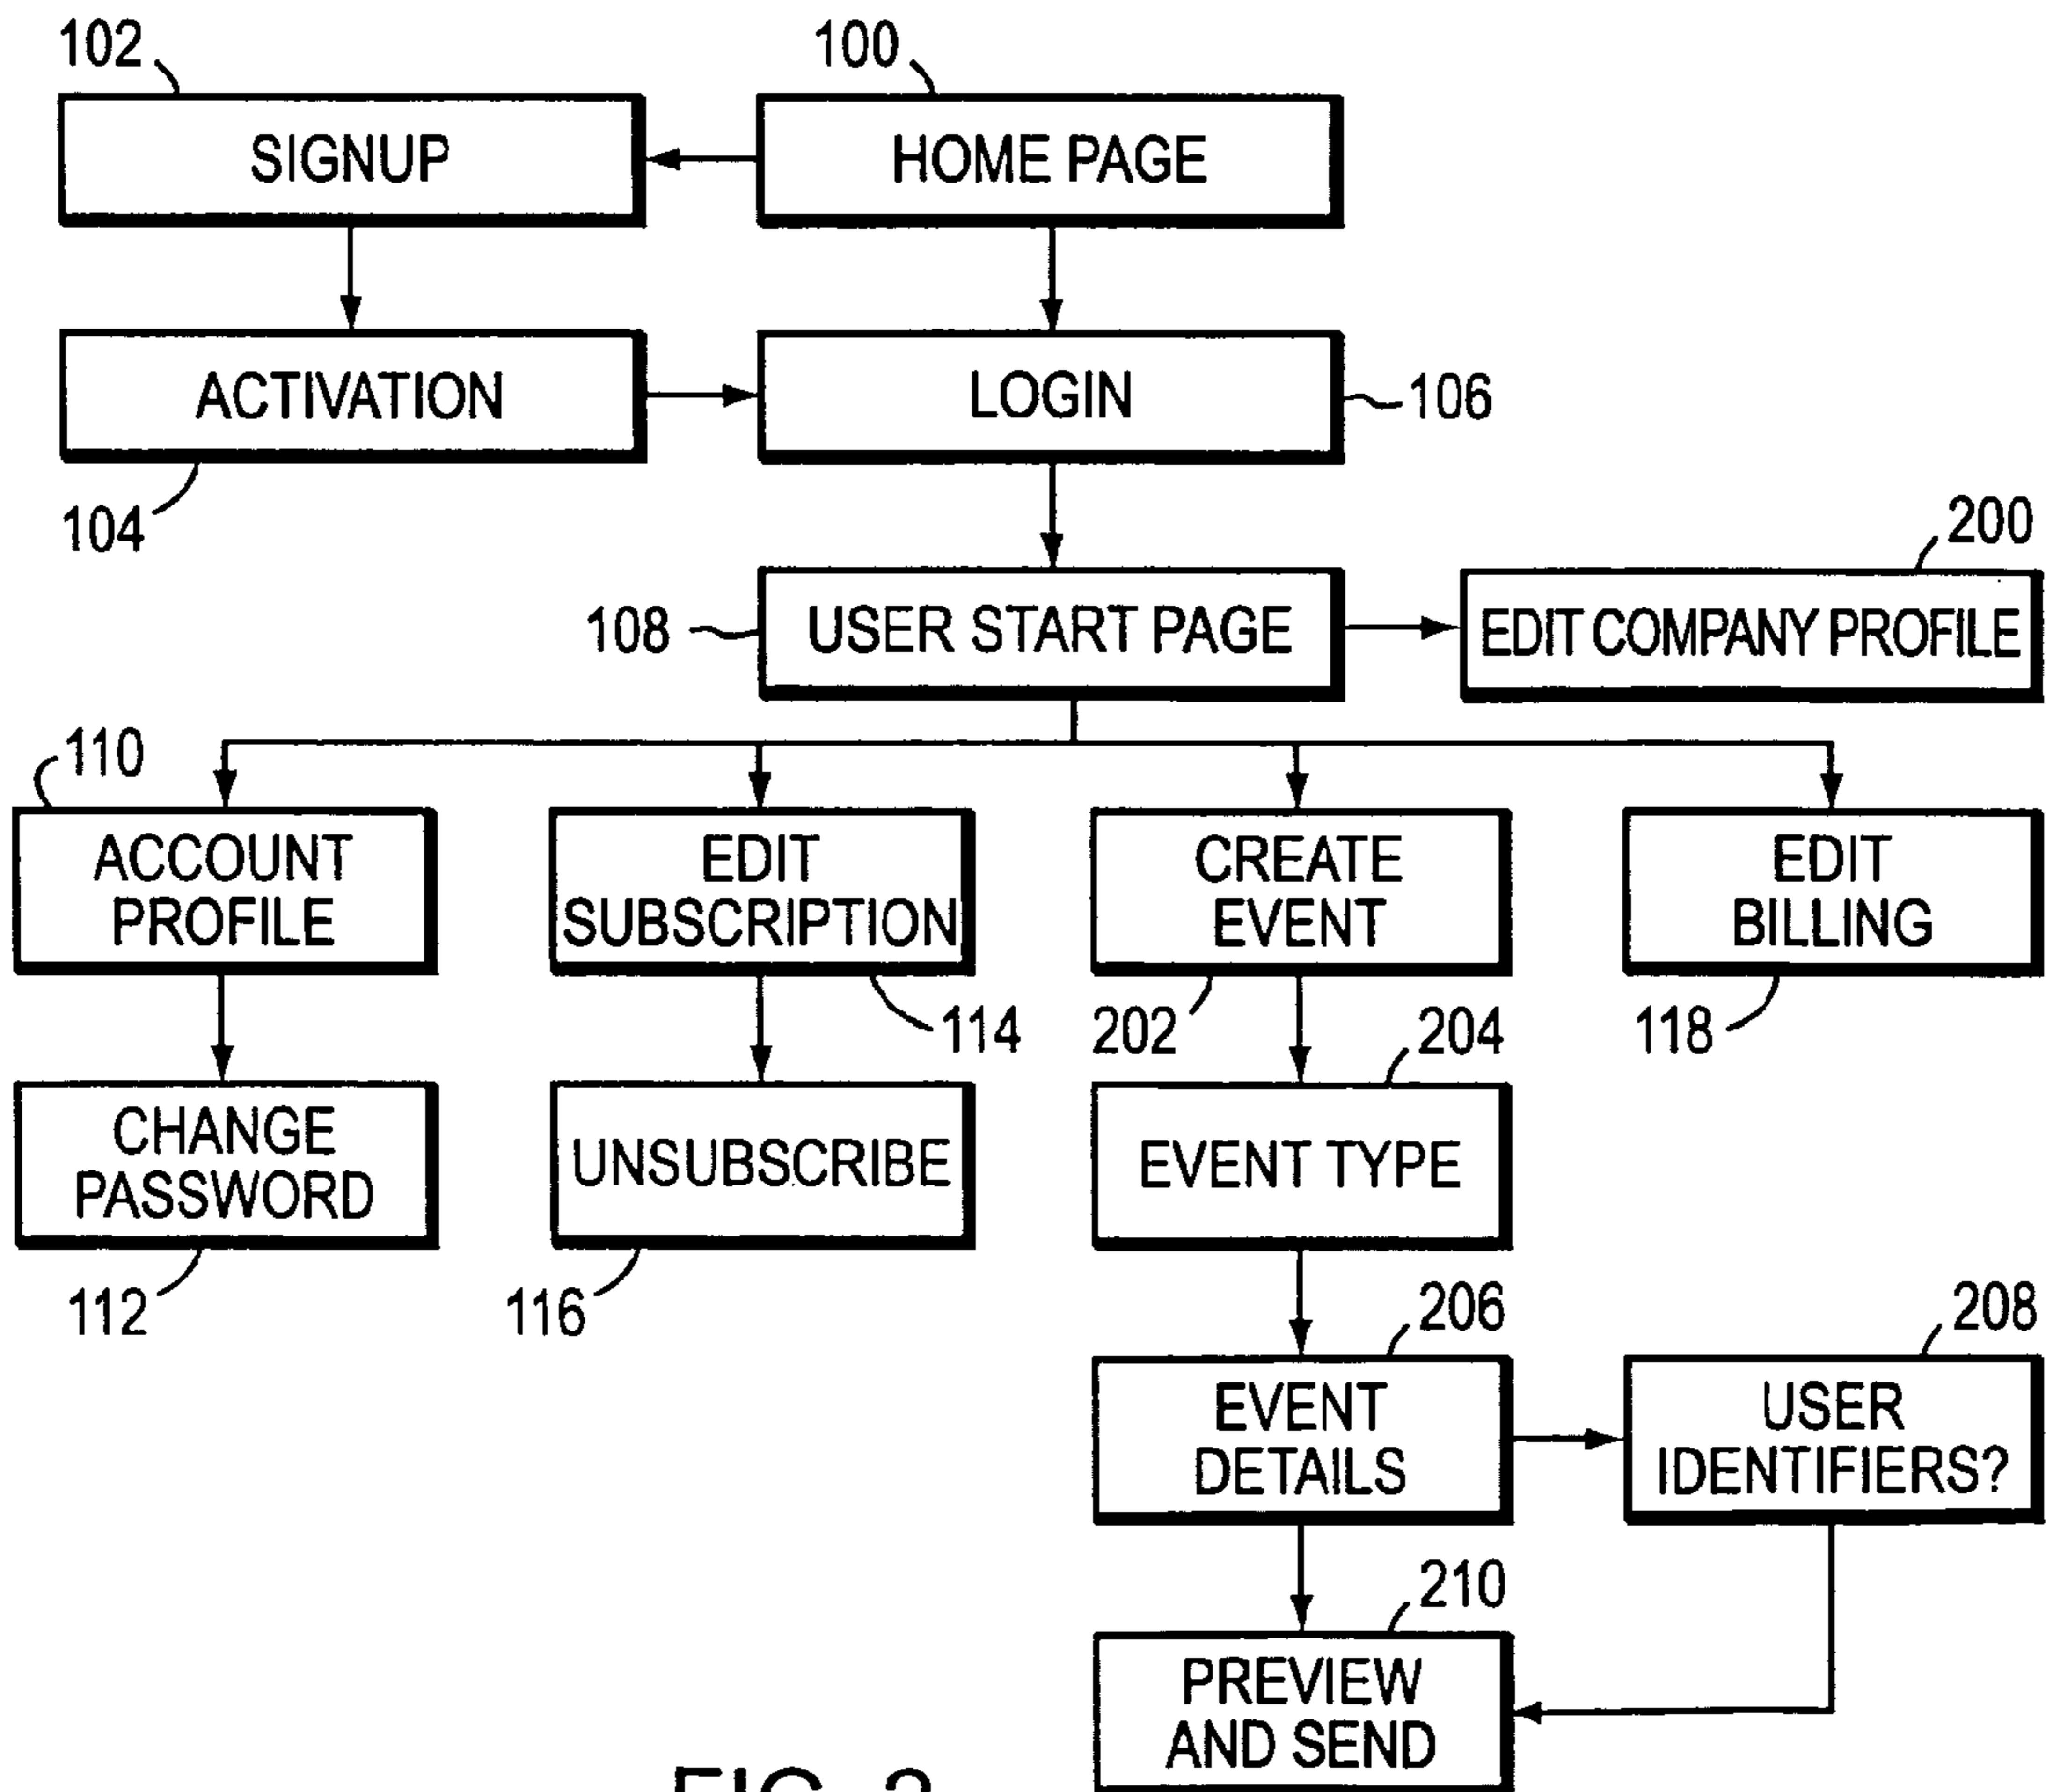 102
100
SIGNUP
HOME PAGE
ACTIVATION
LOGIN
106
104
200
108
USER START PAGE
EDIT COMPANY PROFILE
110
ACCOUNT
PROFILE
EDIT
SUBSCRIPTION
CREATE
EVENT
EDIT
BILLING
114
202
204
118
CHANGE
PASSWORD
UNSUBSCRIBE
EVENT TYPE
112
116
206
208
EVENT
DETAILS
USER
IDENTIFIERS?
210
PREVIEW
AND SEND